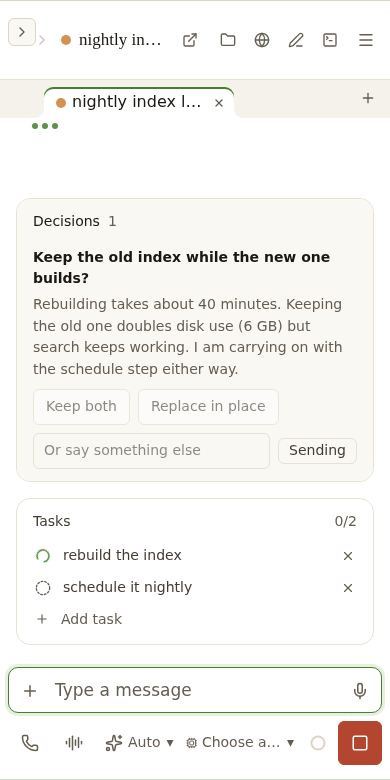 nightly in…
nightly index l…
Decisions 1
Keep the old index while the new one
builds?
Rebuilding takes about 40 minutes. Keeping
the old one doubles disk use (6 GB) but
search keeps working. I am carrying on with
the schedule step either way.
Keep both
Replace in place
Or say something else
Sending
Tasks
0/2
rebuild the index
schedule it nightly
Add task
Type a message
Auto
Choose a…